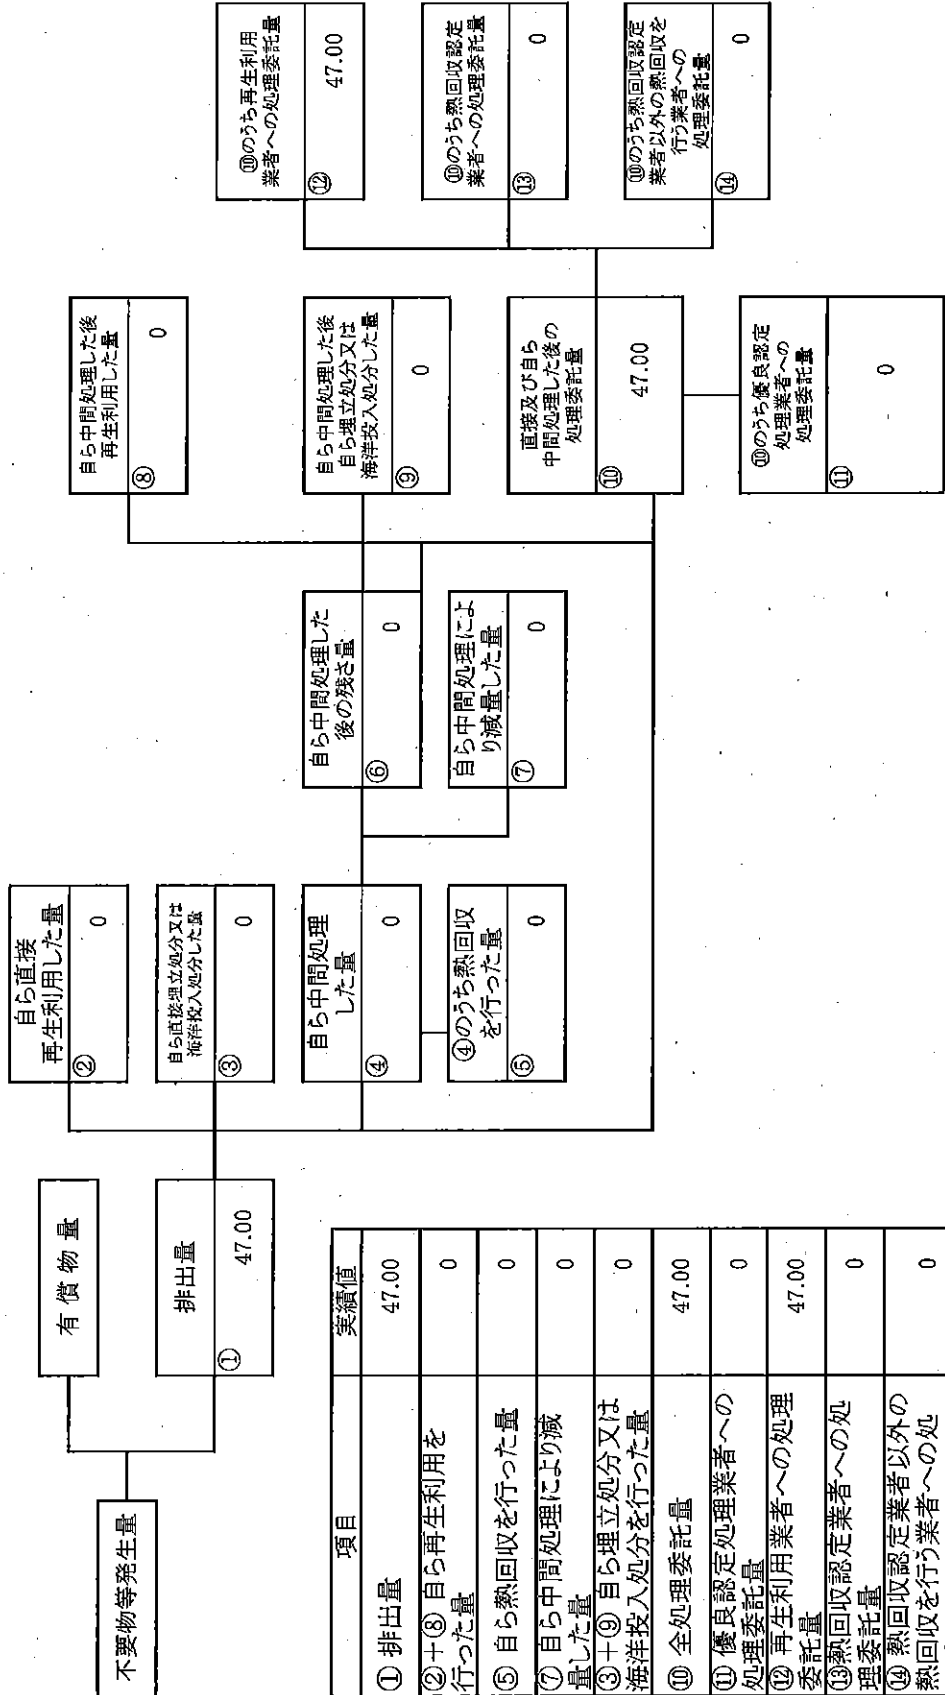 不要物等発生量
有償物量
排出量
① 47.00
自ら直接
再生利用した量
② 0
自ら直接埋立処分又は
海洋投入処分した量
③ 0
自ら中間処理
した量
④ 0
④のうち熱回収
を行った量
⑤ 0
自ら中間処理した
後の残さ量
⑥ 0
自ら中間処理によ
り減量した量
⑦ 0
自ら中間処理した後
再生利用した量
⑧ 0
自ら中間処理した後
自ら埋立処分又は
海洋投入処分した量
⑨ 0
直接及び自ら
中間処理した後の
処理委託量
⑩ 47.00
⑩のうち優良認定
処理業者への
処理委託量
⑪ 0
⑩のうち再生利用
業者への処理委託量
⑫ 47.00
⑩のうち熱回収認定
業者への処理委託量
⑬ 0
⑩のうち熱回収認定
業者以外の熱回収を
行う業者への
処理委託量
⑭ 0
項目 実績値
① 排出量 47.00
②+⑧ 自ら再生利用を
行った量 0
⑤ 自ら熱回収を行った量 0
⑦ 自ら中間処理により減
量した量 0
③+⑨ 自ら埋立処分又は
海洋投入処分を行った量 0
⑩ 全処理委託量 47.00
⑪ 優良認定処理業者への
処理委託量 0
⑫ 再生利用業者への処理
委託量 47.00
⑬熱回収認定業者への処
理委託量 0
⑭ 熱回収認定業者以外の
熱回収を行う業者への処 0